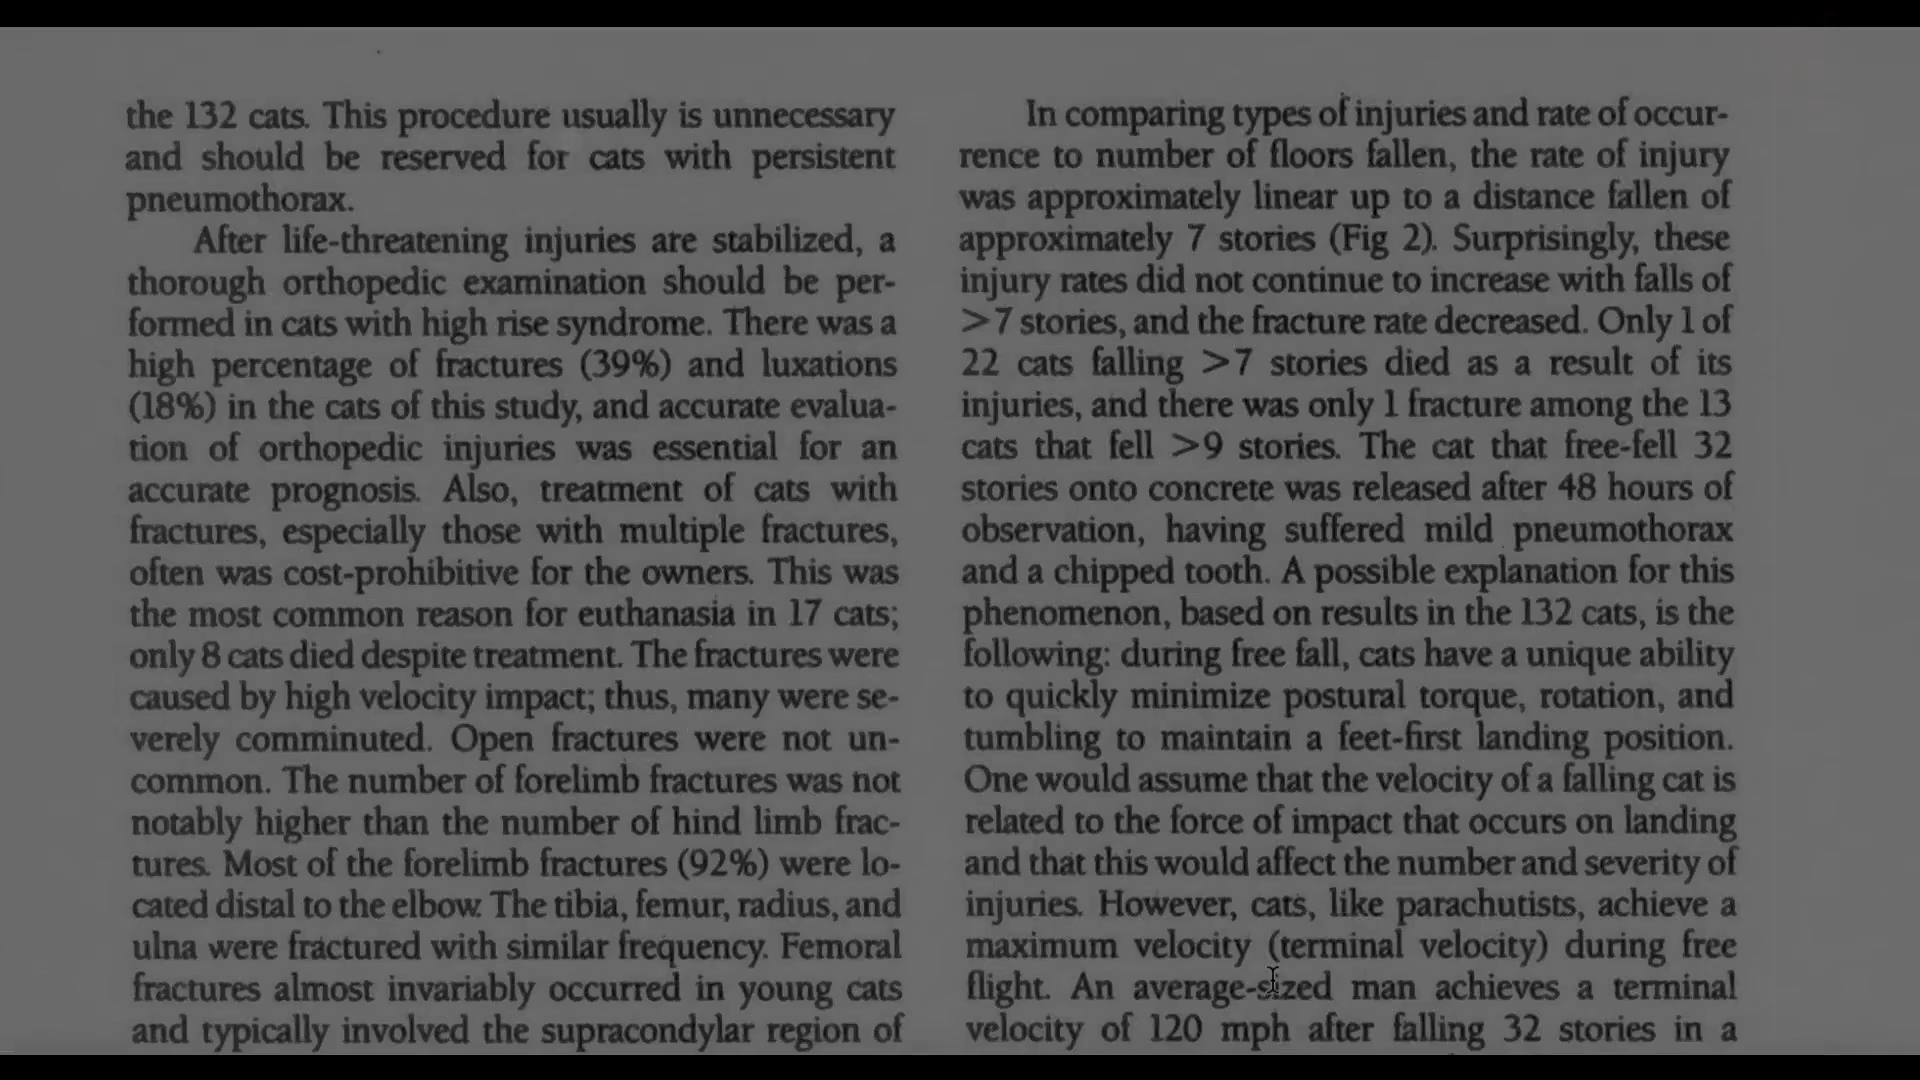 the 132 cats. This procedure usually is unnecessary
and should be reserved for cats with persistent
pneumothorax.
After life-threatening injuries are stabilized, a
thorough orthopedic examination should be per-
formed in cats with high rise syndrome. There was a
high percentage of fractures (39%) and luxations
(18%) in the cats of this study, and accurate evalua-
tion of orthopedic injuries was essential for an
accurate prognosis. Also, treatment of cats with
fractures, especially those with multiple fractures,
often was cost-prohibitive for the owners. This was
the most common reason for euthanasia in 17 cats;
only 8 cats died despite treatment. The fractures were
caused by high velocity impact; thus, many were se-
verely comminuted. Open fractures were not un-
common. The number of forelimb fractures was not
notably higher than the number of hind limb frac-
tures. Most of the forelimb fractures (92%) were lo-
cated distal to the elbow. The tibia, femur, radius, and
ulna were fractured with similar frequency. Femoral
fractures almost invariably occurred in young cats
and typically involved the supracondylar region of
In comparing types of injuries and rate of occur-
rence to number of floors fallen, the rate of injury
was approximately linear up to a distance fallen of
approximately 7 stories (Fig 2). Surprisingly, these
injury rates did not continue to increase with falls of
>7 stories, and the fracture rate decreased. Only 1 of
22 cats falling >7 stories died as a result of its
injuries, and there was only 1 fracture among the 13
cats that fell >9 stories. The cat that free-fell 32
stories onto concrete was released after 48 hours of
observation, having suffered mild pneumothorax
and a chipped tooth. A possible explanation for this
phenomenon, based on results in the 132 cats, is the
following: during free fall, cats have a unique ability
to quickly minimize postural torque, rotation, and
tumbling to maintain a feet-first landing position.
One would assume that the velocity of a falling cat is
related to the force of impact that occurs on landing
and that this would affect the number and severity of
injuries. However, cats, like parachutists, achieve a
maximum velocity (terminal velocity) during free
flight. An average-sized man achieves a terminal
velocity of 120 mph after falling 32 stories in a